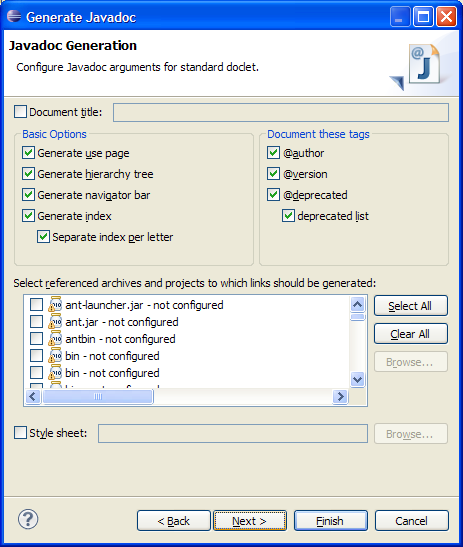 Generate Javadoc
Javadoc Generation
Configure Javadoc arguments for standard doclet.
@
J
Document title:
Basic Options
Document these tags
Generate use page
@author
Generate hierarchy tree
@version
Generate navigator bar
@deprecated
Generate index
deprecated list
Separate index per letter
Select referenced archives and projects to which links should be generated:
ant-launcher.jar - not configured
Select All
ant.jar - not configured
antbin - not configured
Clear All
bin - not configured
Browse...
bin - not configured
Style sheet:
Browse...
?
< Back
Next >
Finish
Cancel